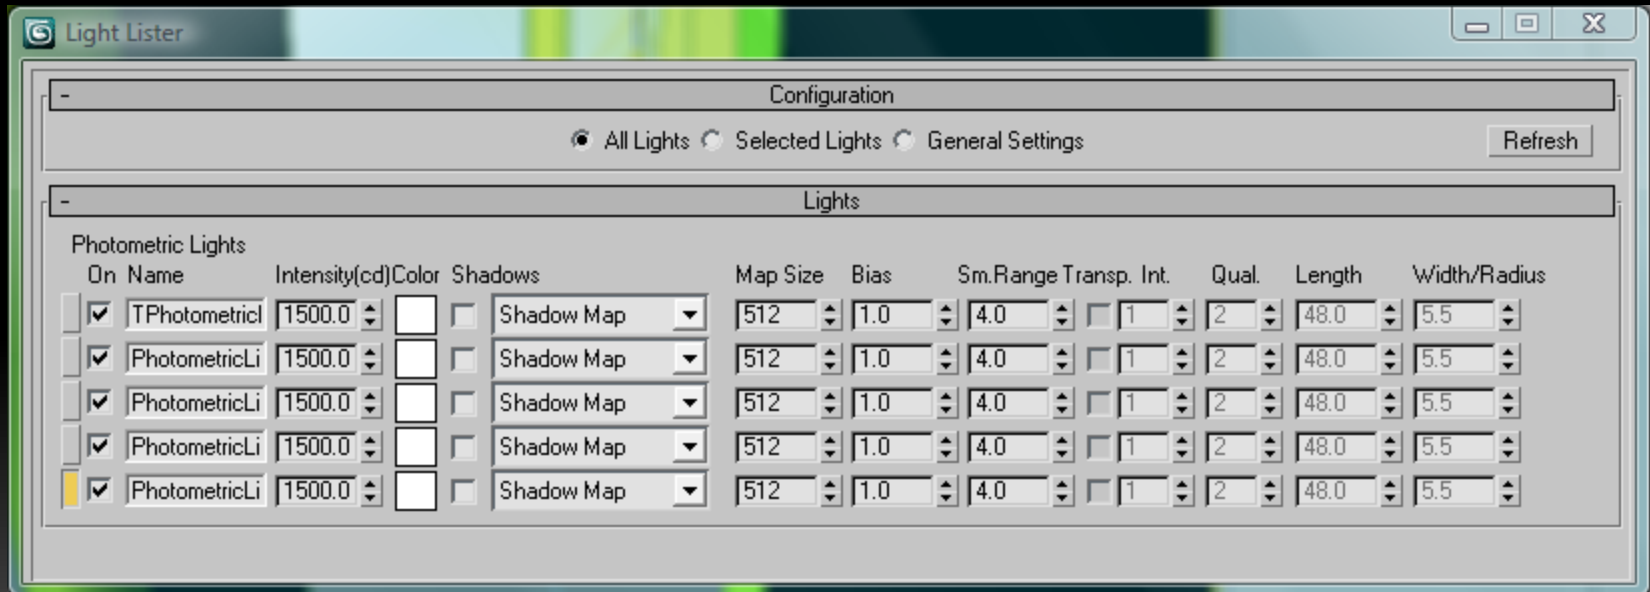 Light Lister
Configuration
All Lights Selected Lights General Settings Refresh
Lights
Photometric Lights
On Name Intensity(cd) Color Shadows Map Size Bias Sm.Range Transp. Int. Qual. Length Width/Radius
TPhotometricl 1500.0 Shadow Map 512 1.0 4.0 1 2 48.0 5.5
PhotometricLi 1500.0 Shadow Map 512 1.0 4.0 1 2 48.0 5.5
PhotometricLi 1500.0 Shadow Map 512 1.0 4.0 1 2 48.0 5.5
PhotometricLi 1500.0 Shadow Map 512 1.0 4.0 1 2 48.0 5.5
PhotometricLi 1500.0 Shadow Map 512 1.0 4.0 1 2 48.0 5.5